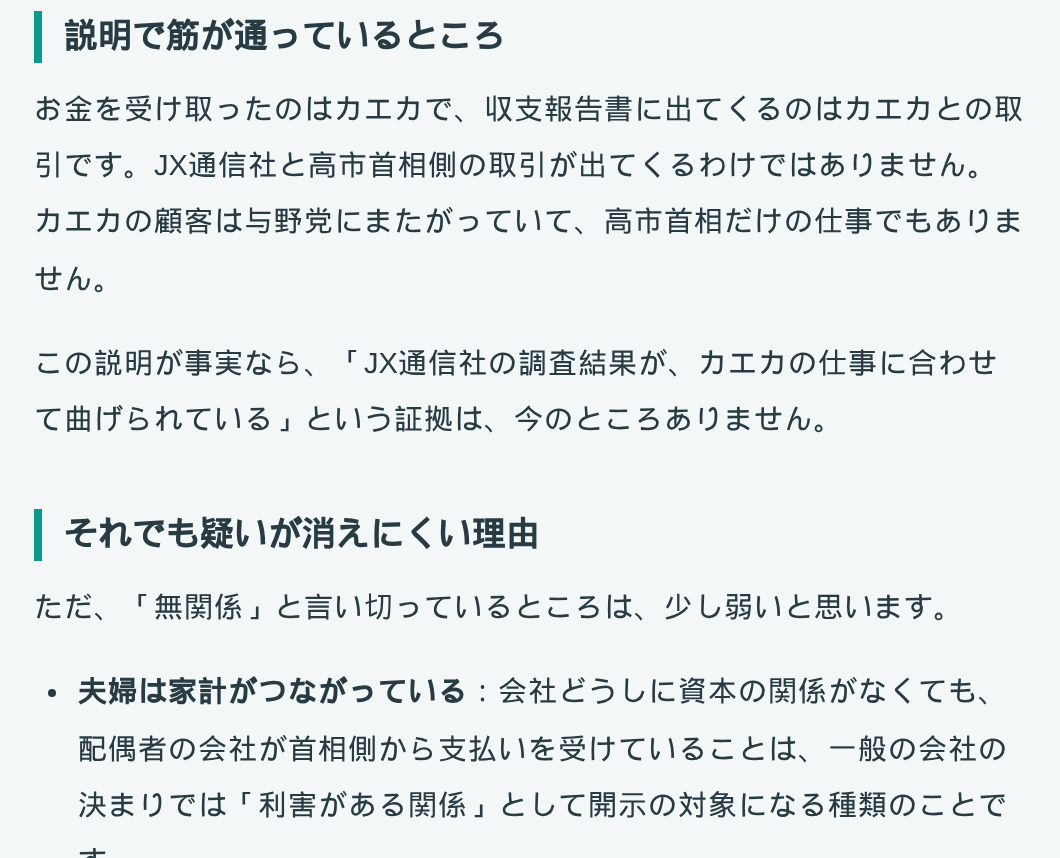 説明で筋が通っているところ
お金を受け取ったのはカエカで、収支報告書に出てくるのはカエカとの取
引です。JX通信社と高市首相側の取引が出てくるわけではありません。
カエカの顧客は与野党にまたがっていて、高市首相だけの仕事でもありま
せん。
この説明が事実なら、「JX通信社の調査結果が、カエカの仕事に合わせ
て曲げられている」という証拠は、今のところありません。
それでも疑いが消えにくい理由
ただ、「無関係」と言い切っているところは、少し弱いと思います。
• 夫婦は家計がつながっている：会社どうしに資本の関係がなくても、
配偶者の会社が首相側から支払いを受けていることは、一般の会社の
決まりでは「利害がある関係」として開示の対象になる種類のことで
す。